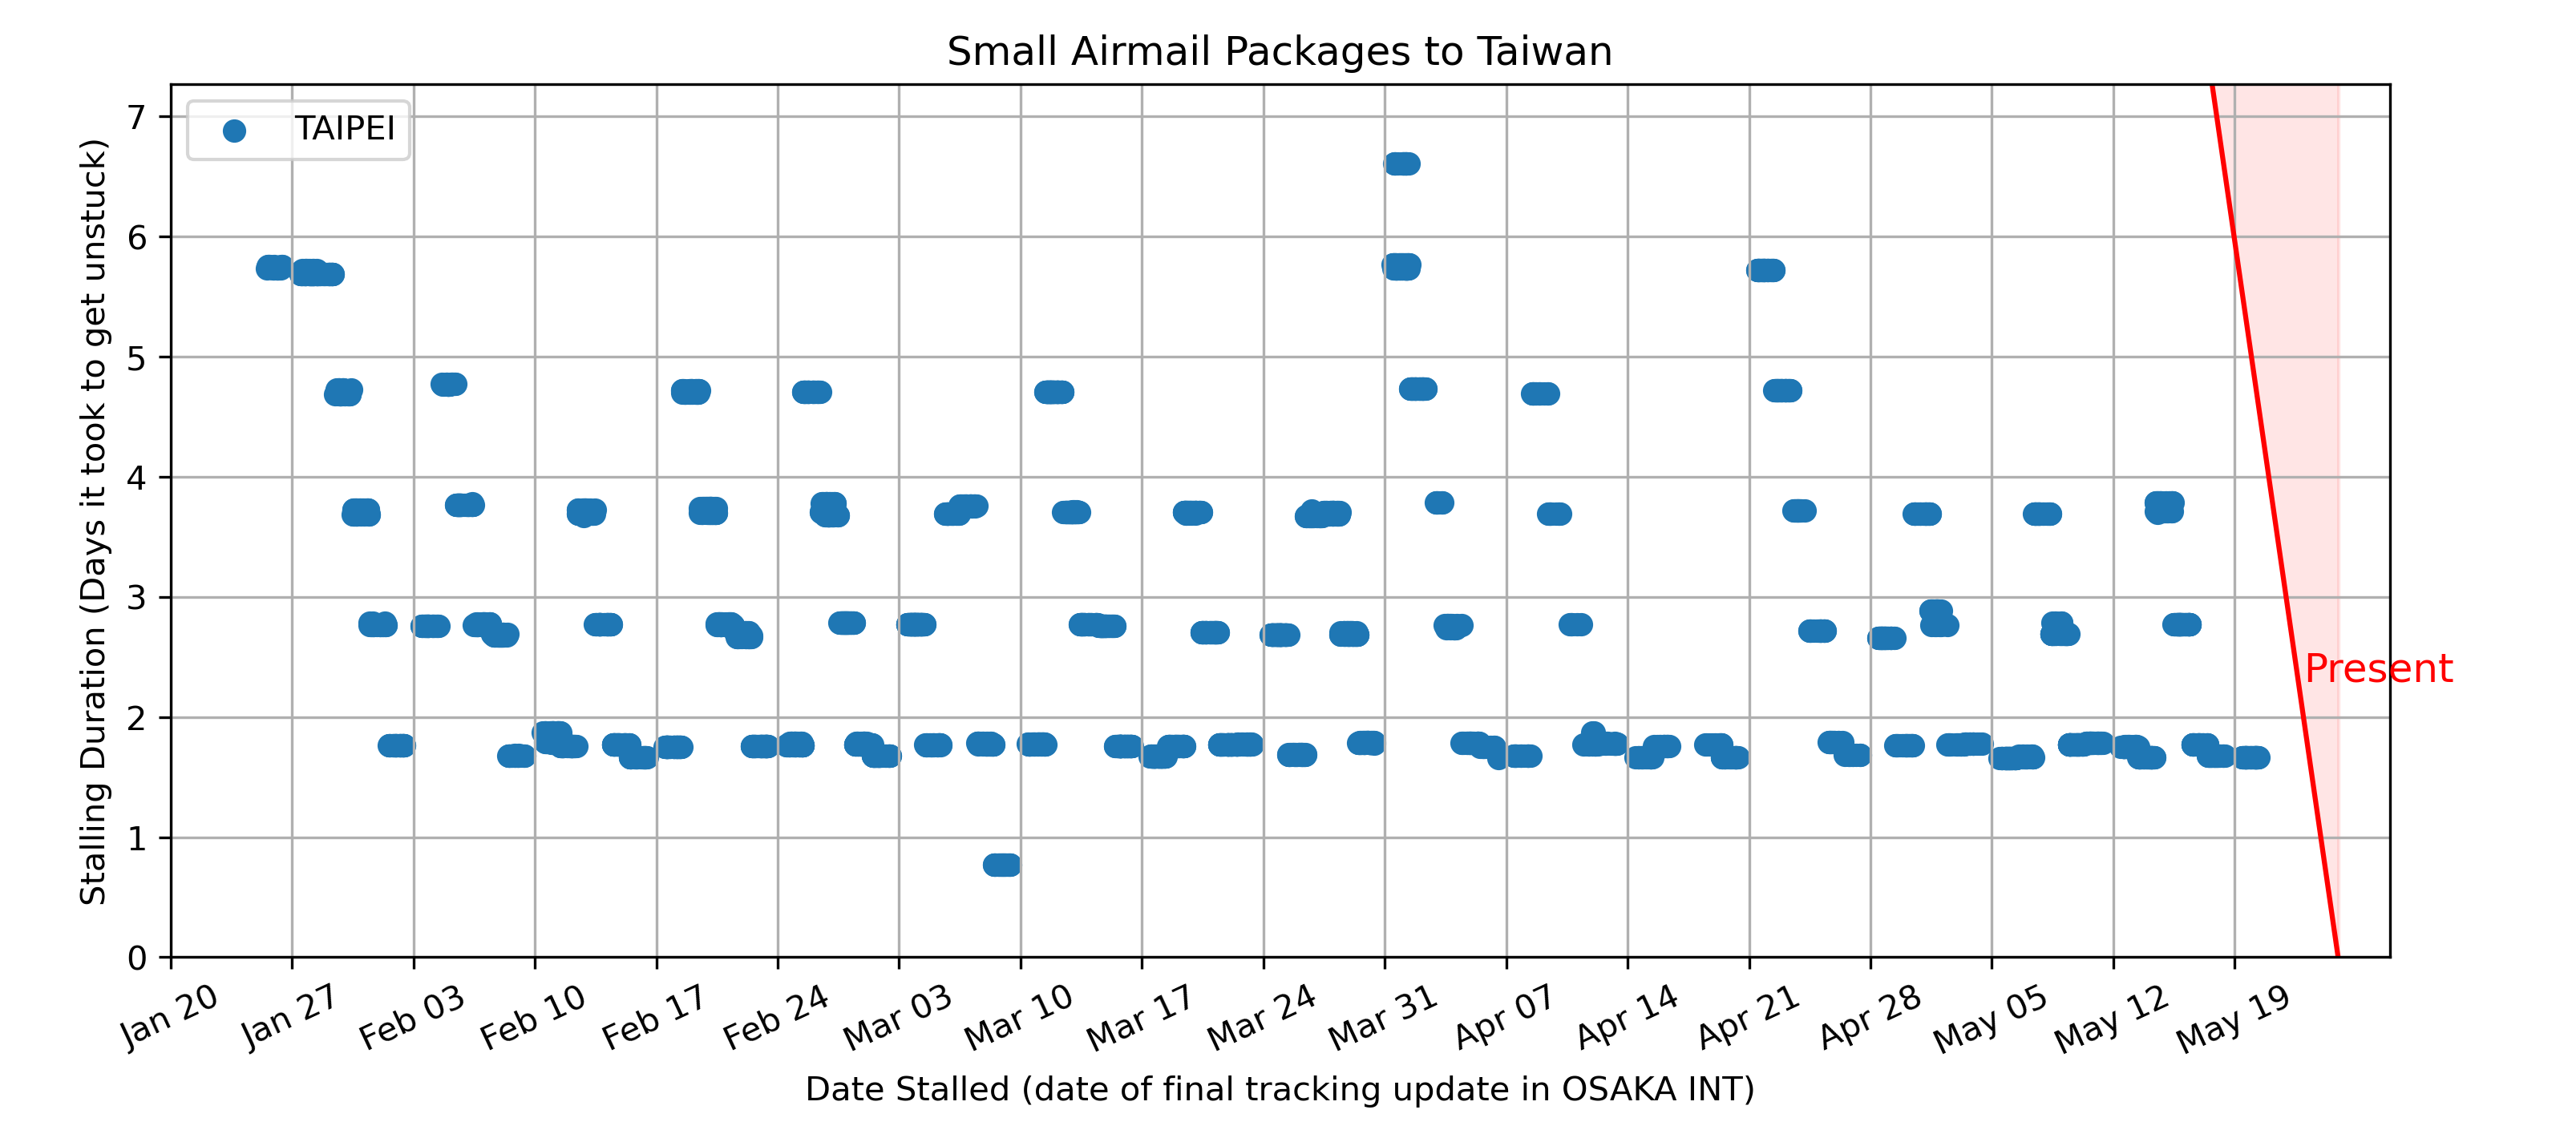 Small Airmail Packages to Taiwan
TAIPEI
Stalling Duration (Days it took to get unstuck)
7
6
5
4
3
2
1
0
Present
Jan 20
Jan 27
Feb 03
Feb 10
Feb 17
Feb 24
Mar 03
Mar 10
Mar 17
Mar 24
Mar 31
Apr 07
Apr 14
Apr 21
Apr 28
May 05
May 12
May 19
Date Stalled (date of final tracking update in OSAKA INT)